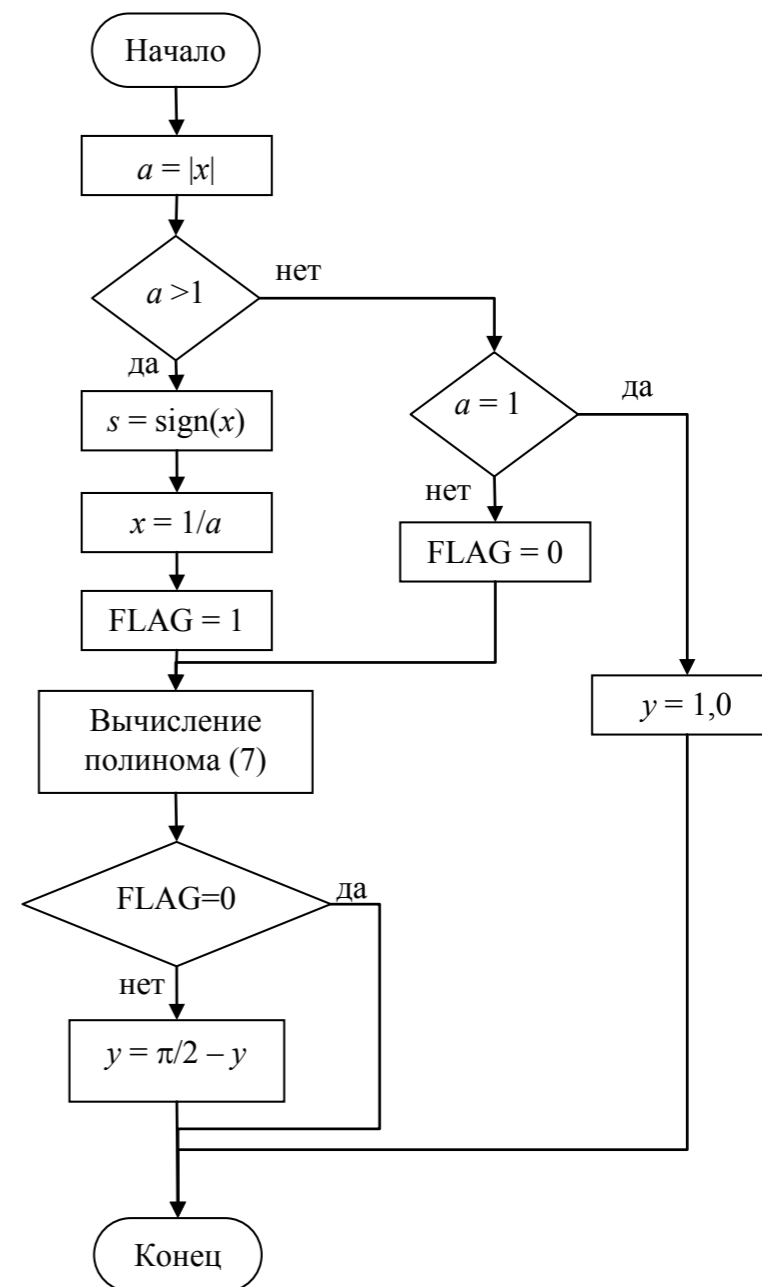 Начало
a = |x|
a >1
нет
да
s = sign(x)
x = 1/a
FLAG = 1
a = 1
да
нет
FLAG = 0
y = 1,0
Вычисление
полинома (7)
FLAG=0
да
нет
y = π/2 – y
Конец